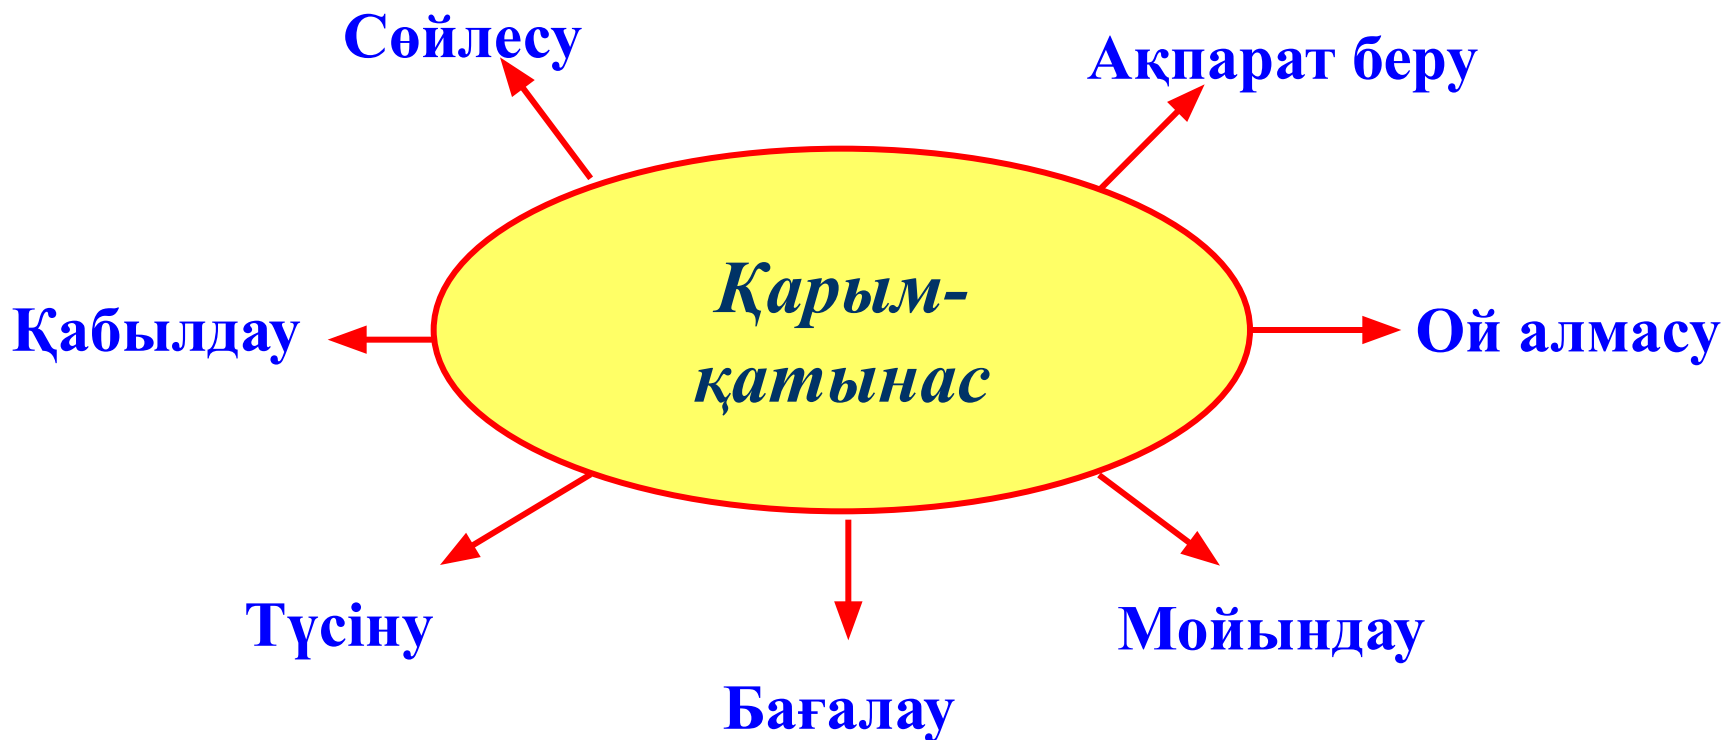 Сөйлесу
Ақпарат беру
Қарым-
қатынас
Қабылдау
Ой алмасу
Түсіну
Мойындау
Бағалау